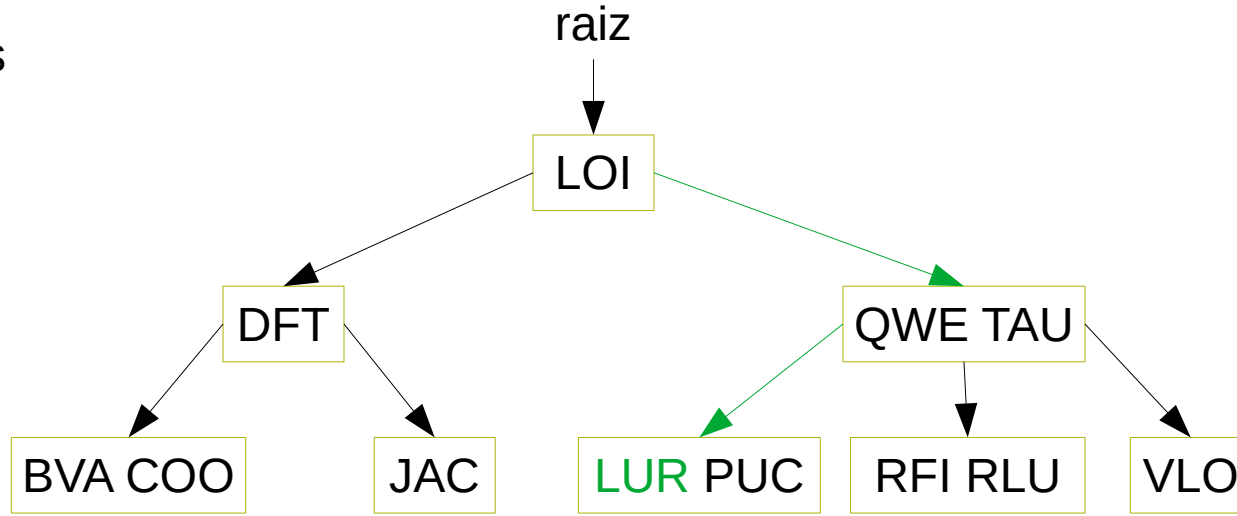 raiz
s
LOI
DFT
QWE TAU
BVA COO
JAC
LUR PUC
RFI RLU
VLO